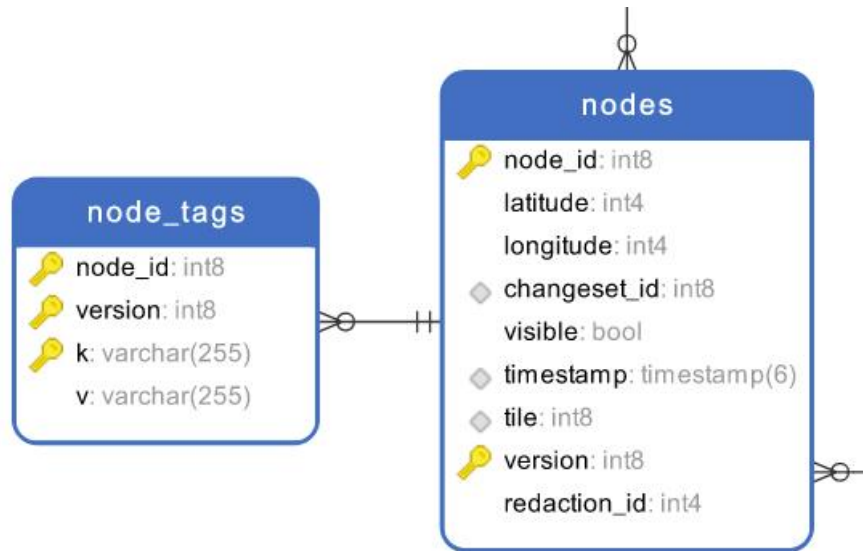 node_tags
node_id: int8
version: int8
k: varchar(255)
v: varchar(255)
nodes
node_id: int8
latitude: int4
longitude: int4
changeset_id: int8
visible: bool
timestamp: timestamp(6)
tile: int8
version: int8
redaction_id: int4